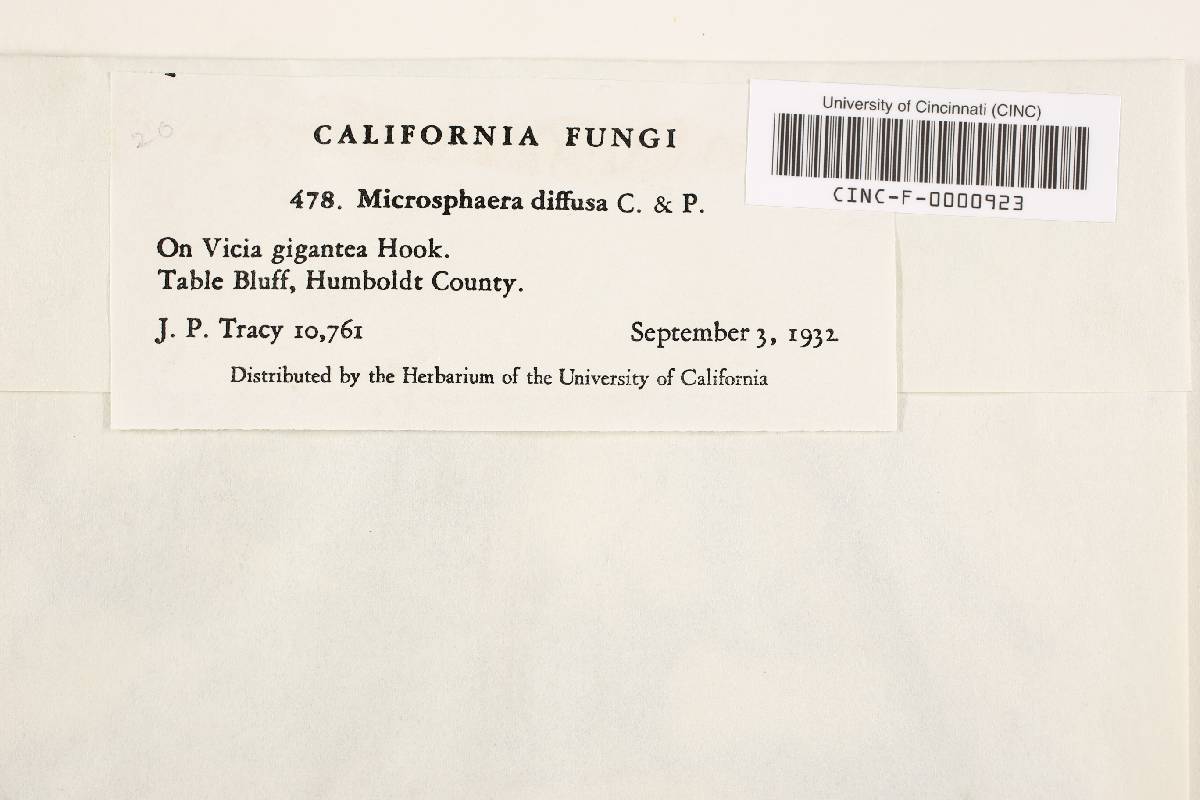 20
CALIFORNIA FUNGI
478. Microsphaera diffusa C. & P.
On Vicia gigantea Hook.
Table Bluff, Humboldt County.
J. P. Tracy 10,761 September 3, 1932
Distributed by the Herbarium of the University of California
University of Cincinnati (CINC)
CINC-F-0000923